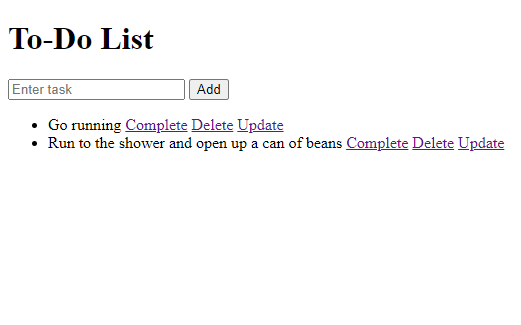 To-Do List
Enter task Add
Go running Complete Delete Update
Run to the shower and open up a can of beans Complete Delete Update